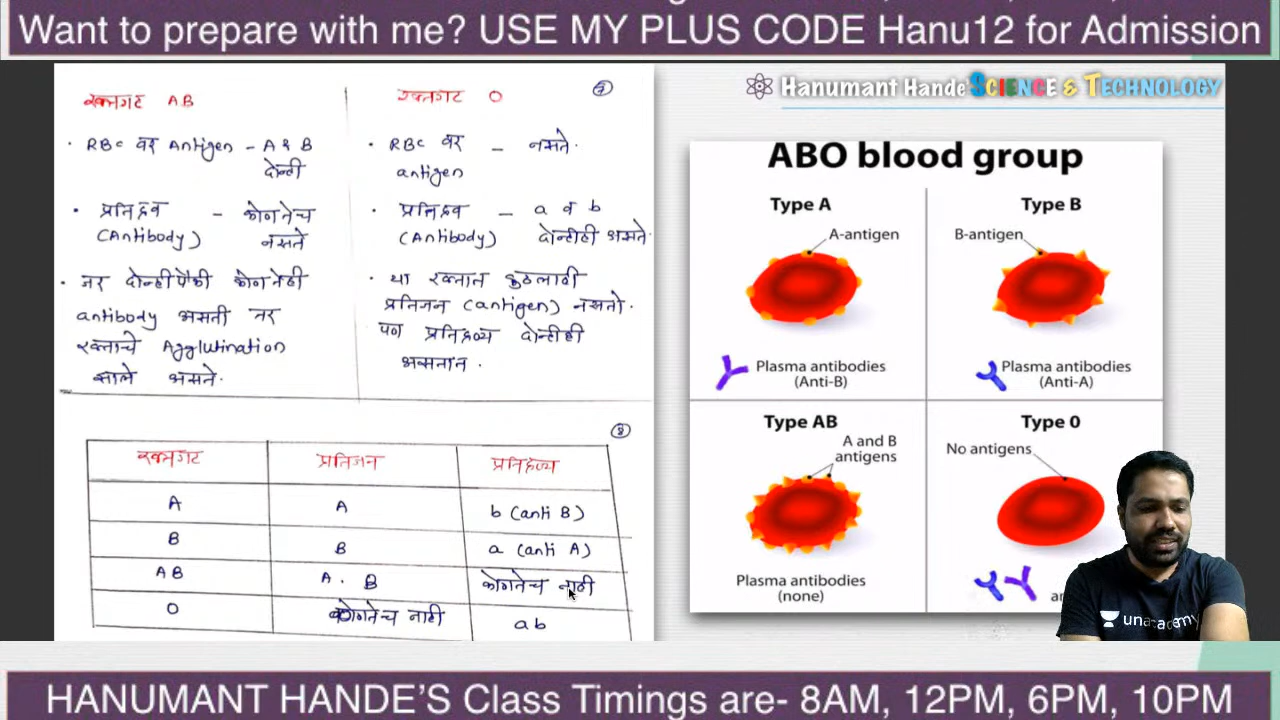 Want to prepare with me? USE MY PLUS CODE Hanu12 for Admission
Hanumant Hande's SCIENCE & TECHNOLOGY
रक्तगट AB
• RBC वर Antigen - A & B
दोन्ही
• प्रतिद्रव - कोणतेच
(Antibody) नसते
• जर दोन्हीपैकी कोणतेही
antibody असती तर
रक्ताचे Agglutination
झाले असते.
रक्तगट O
• RBC वर - नसते.
antigen
• प्रतिद्रव - a व b
(Antibody) दोन्हीही असते.
• या रक्तात कुठलाही
प्रतिजन (antigen) नसतो.
पण प्रतिद्रव्य दोन्हीही
असतात.
रक्तगट प्रतिजन प्रतिद्रव्य
A A b (anti B)
B B a (anti A)
AB A. B कोणतेच नाही
O कोणतेच नाही ab
ABO blood group
Type A
A-antigen
Plasma antibodies
(Anti-B)
Type B
B-antigen
Plasma antibodies
(Anti-A)
Type AB
A and B
antigens
Plasma antibodies
(none)
Type 0
No antigens
unacademy
HANUMANT HANDE'S Class Timings are- 8AM, 12PM, 6PM, 10PM